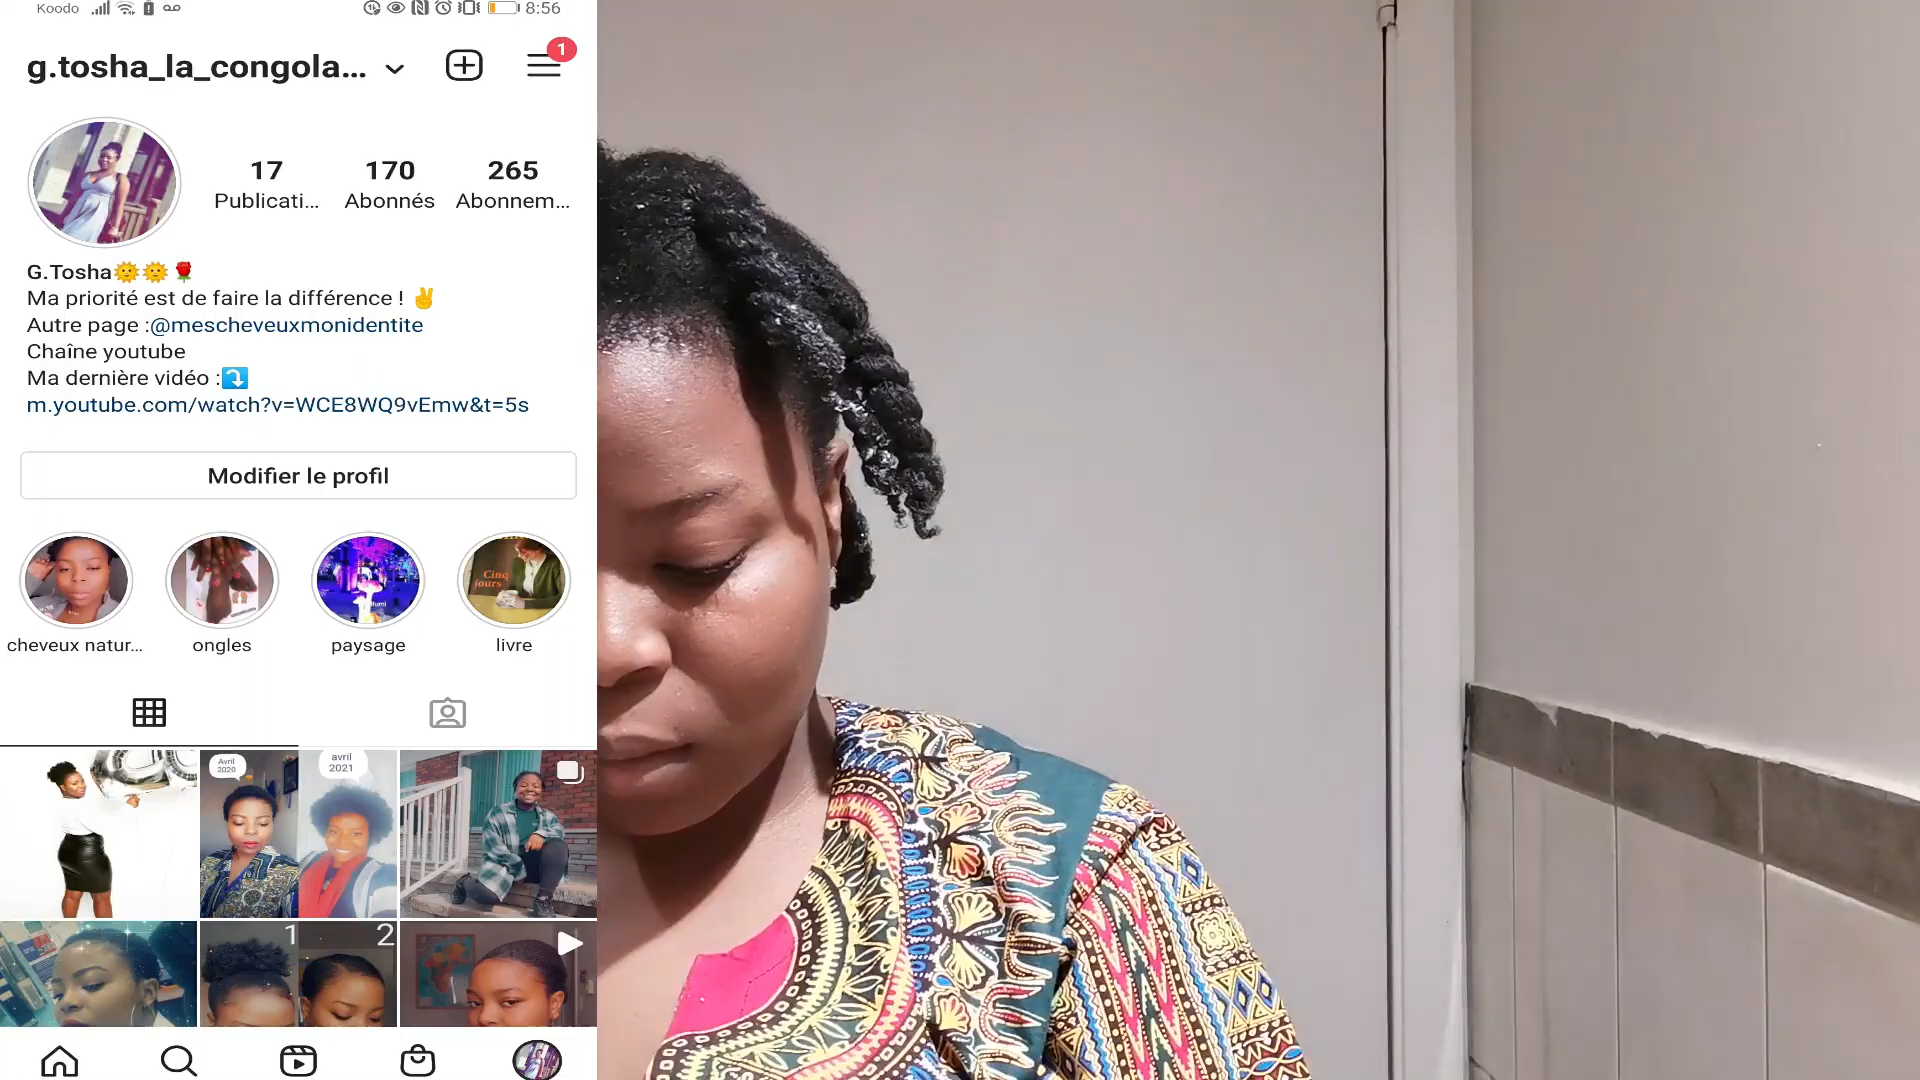 Koodo
8:56
g.tosha_la_congola...
1
17
170
265
Publicati...
Abonnés
Abonnem...
G.Tosha🌞🌞🌹
Ma priorité est de faire la différence ! ✌
Autre page :@mescheveuxmonidentite
Chaîne youtube
Ma dernière vidéo :⤵
m.youtube.com/watch?v=WCE8WQ9vEmw&t=5s
Modifier le profil
Cinq
jours
cheveux natur...
ongles
paysage
livre
Avril
2020
avril
2021
1
2